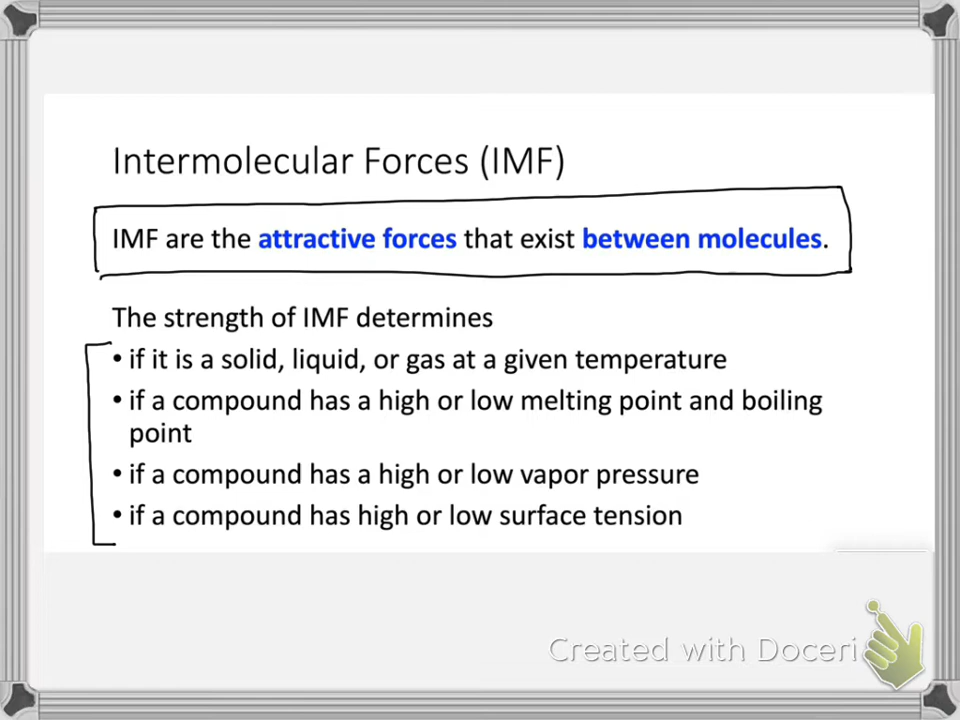 Intermolecular Forces (IMF)
IMF are the attractive forces that exist between molecules.
The strength of IMF determines
• if it is a solid, liquid, or gas at a given temperature
• if a compound has a high or low melting point and boiling
point
• if a compound has a high or low vapor pressure
• if a compound has high or low surface tension
Created with Doceri